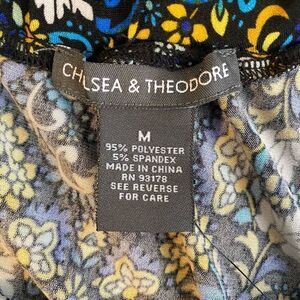 CHELSEA & THEODORE
M
95% POLYESTER
5% SPANDEX
MADE IN CHINA
RN 93178
SEE REVERSE
FOR CARE